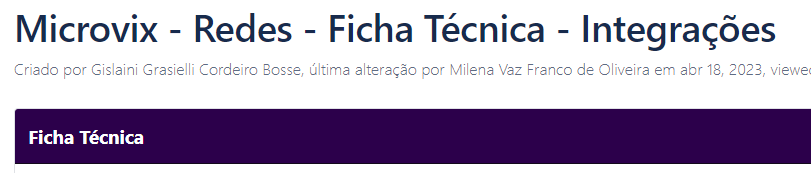 Microvix - Redes - Ficha Técnica - Integrações
Criado por Gislaini Grasielli Cordeiro Bosse, última alteração por Milena Vaz Franco de Oliveira em abr 18, 2023, viewe
Ficha Técnica